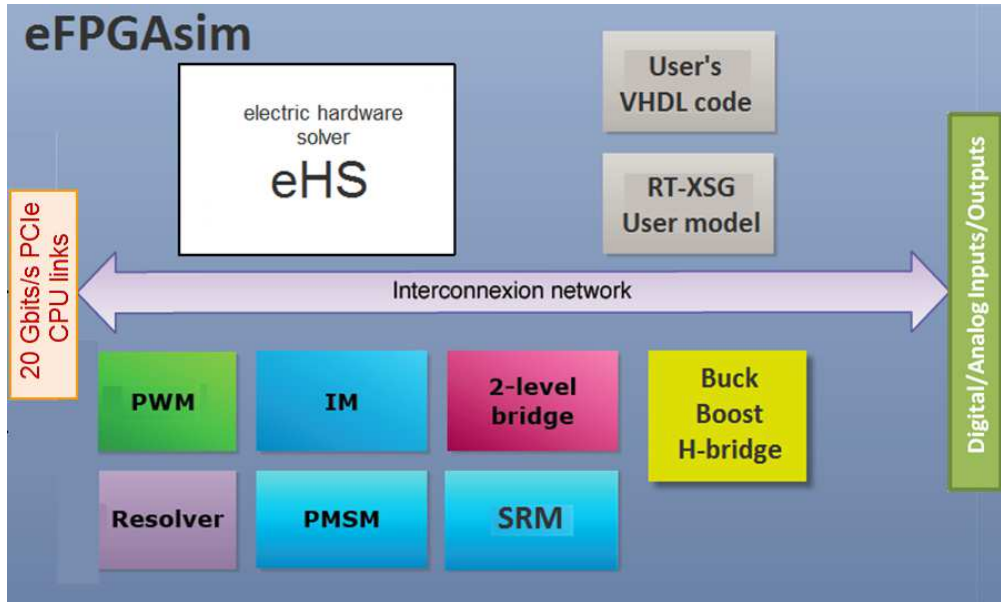 eFPGAsim
electric hardware
solver
eHS
User's
VHDL code
RT-XSG
User model
20 Gbits/s PCIe
CPU links
Interconnexion network
Digital/Analog Inputs/Outputs
PWM
IM
2-level
bridge
Buck
Boost
H-bridge
Resolver
PMSM
SRM